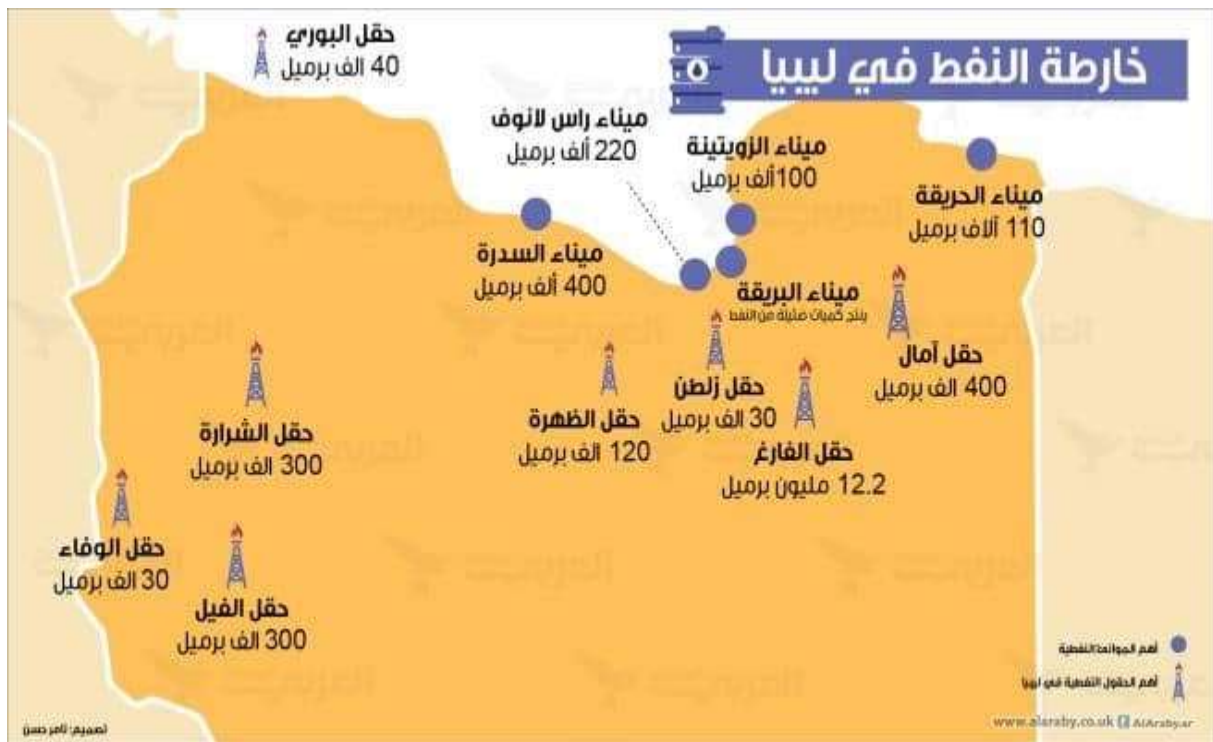 خارطة النفط في ليبيا
حقل البوري
40 الف برميل
ميناء راس لانوف
220 ألف برميل
ميناء الزويتينة
100ألف برميل
ميناء الحريقة
110 آلاف برميل
ميناء السدرة
400 ألف برميل
ميناء البريقة
ينتج كميات ضئيلة من النفط
حقل آمال
400 الف برميل
حقل زلطن
30 الف برميل
حقل الظهرة
120 الف برميل
حقل الفارغ
12.2 مليون برميل
حقل الشرارة
300 الف برميل
حقل الوفاء
30 الف برميل
حقل الفيل
300 الف برميل
أهم الموانئ النفطية
أهم الحقول النفطية في ليبيا
www.alaraby.co.uk AlAraby.ar
تصميم: تامر حسن